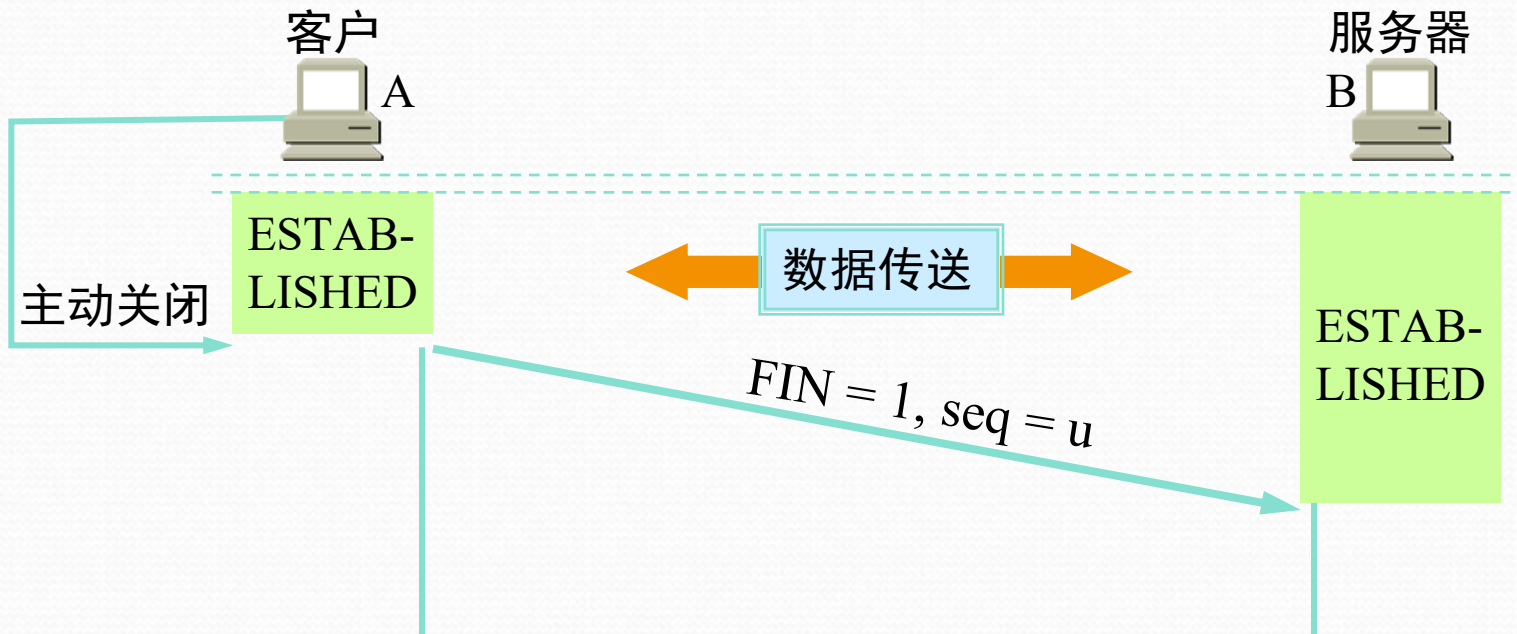 客户
A
服务器
B
ESTAB-
LISHED
数据传送
主动关闭
ESTAB-
LISHED
FIN = 1, seq = u